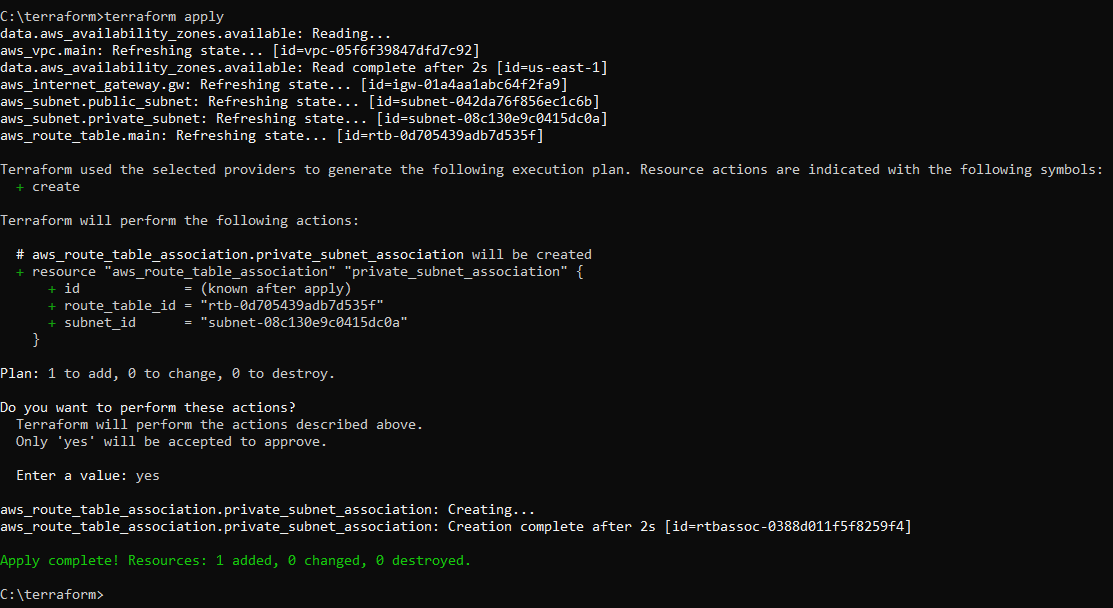 C:\terraform>terraform apply
data.aws_availability_zones.available: Reading...
aws_vpc.main: Refreshing state... [id=vpc-05f6f39847dfd7c92]
data.aws_availability_zones.available: Read complete after 2s [id=us-east-1]
aws_internet_gateway.gw: Refreshing state... [id=igw-01a4aa1abc64f2fa9]
aws_subnet.public_subnet: Refreshing state... [id=subnet-042da76f856ec1c6b]
aws_subnet.private_subnet: Refreshing state... [id=subnet-08c130e9c0415dc0a]
aws_route_table.main: Refreshing state... [id=rtb-0d705439adb7d535f]

Terraform used the selected providers to generate the following execution plan. Resource actions are indicated with the following symbols:
  + create

Terraform will perform the following actions:

  # aws_route_table_association.private_subnet_association will be created
  + resource "aws_route_table_association" "private_subnet_association" {
      + id             = (known after apply)
      + route_table_id = "rtb-0d705439adb7d535f"
      + subnet_id      = "subnet-08c130e9c0415dc0a"
    }

Plan: 1 to add, 0 to change, 0 to destroy.

Do you want to perform these actions?
  Terraform will perform the actions described above.
  Only 'yes' will be accepted to approve.

  Enter a value: yes

aws_route_table_association.private_subnet_association: Creating...
aws_route_table_association.private_subnet_association: Creation complete after 2s [id=rtbassoc-0388d011f5f8259f4]

Apply complete! Resources: 1 added, 0 changed, 0 destroyed.

C:\terraform>